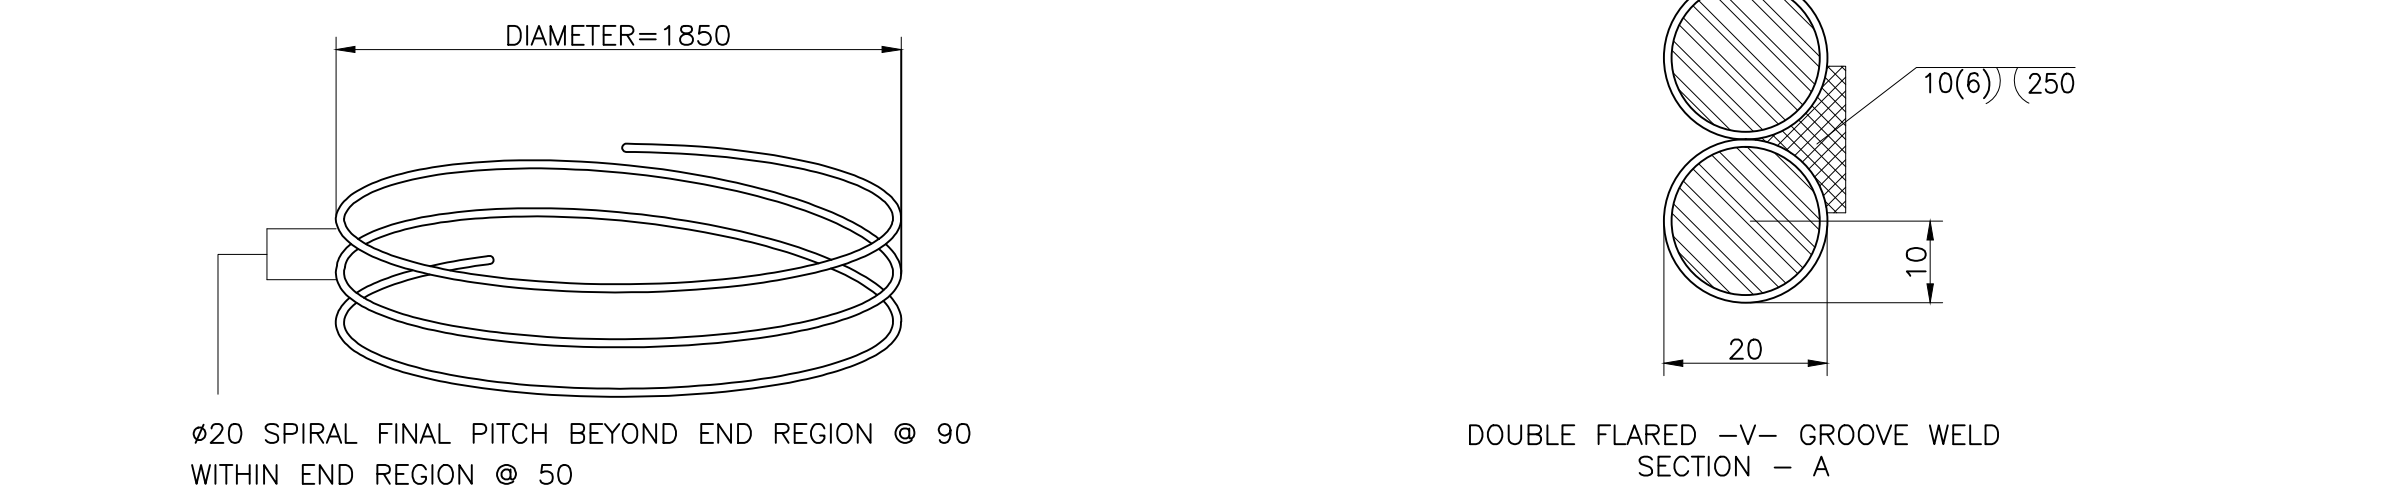 DIAMETER=1850
ø20 SPIRAL FINAL PITCH BEYOND END REGION @ 90
WITHIN END REGION @ 50
10(6)) (250
10
20
DOUBLE FLARED -V- GROOVE WELD
SECTION - A